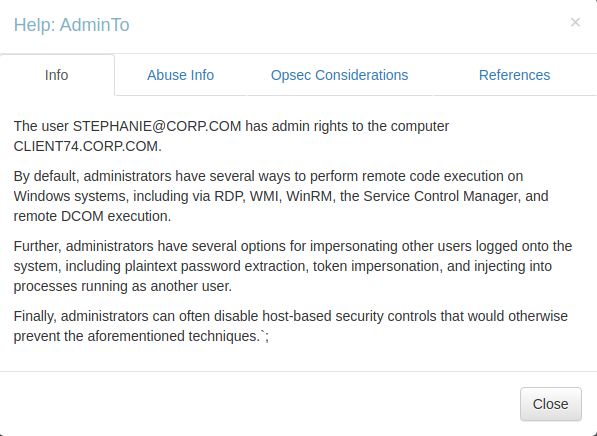 Help: AdminTo
×
Info
Abuse Info
Opsec Considerations
References
The user STEPHANIE@CORP.COM has admin rights to the computer
CLIENT74.CORP.COM.
By default, administrators have several ways to perform remote code execution on
Windows systems, including via RDP, WMI, WinRM, the Service Control Manager, and
remote DCOM execution.
Further, administrators have several options for impersonating other users logged onto the
system, including plaintext password extraction, token impersonation, and injecting into
processes running as another user.
Finally, administrators can often disable host-based security controls that would otherwise
prevent the aforementioned techniques.`;
Close